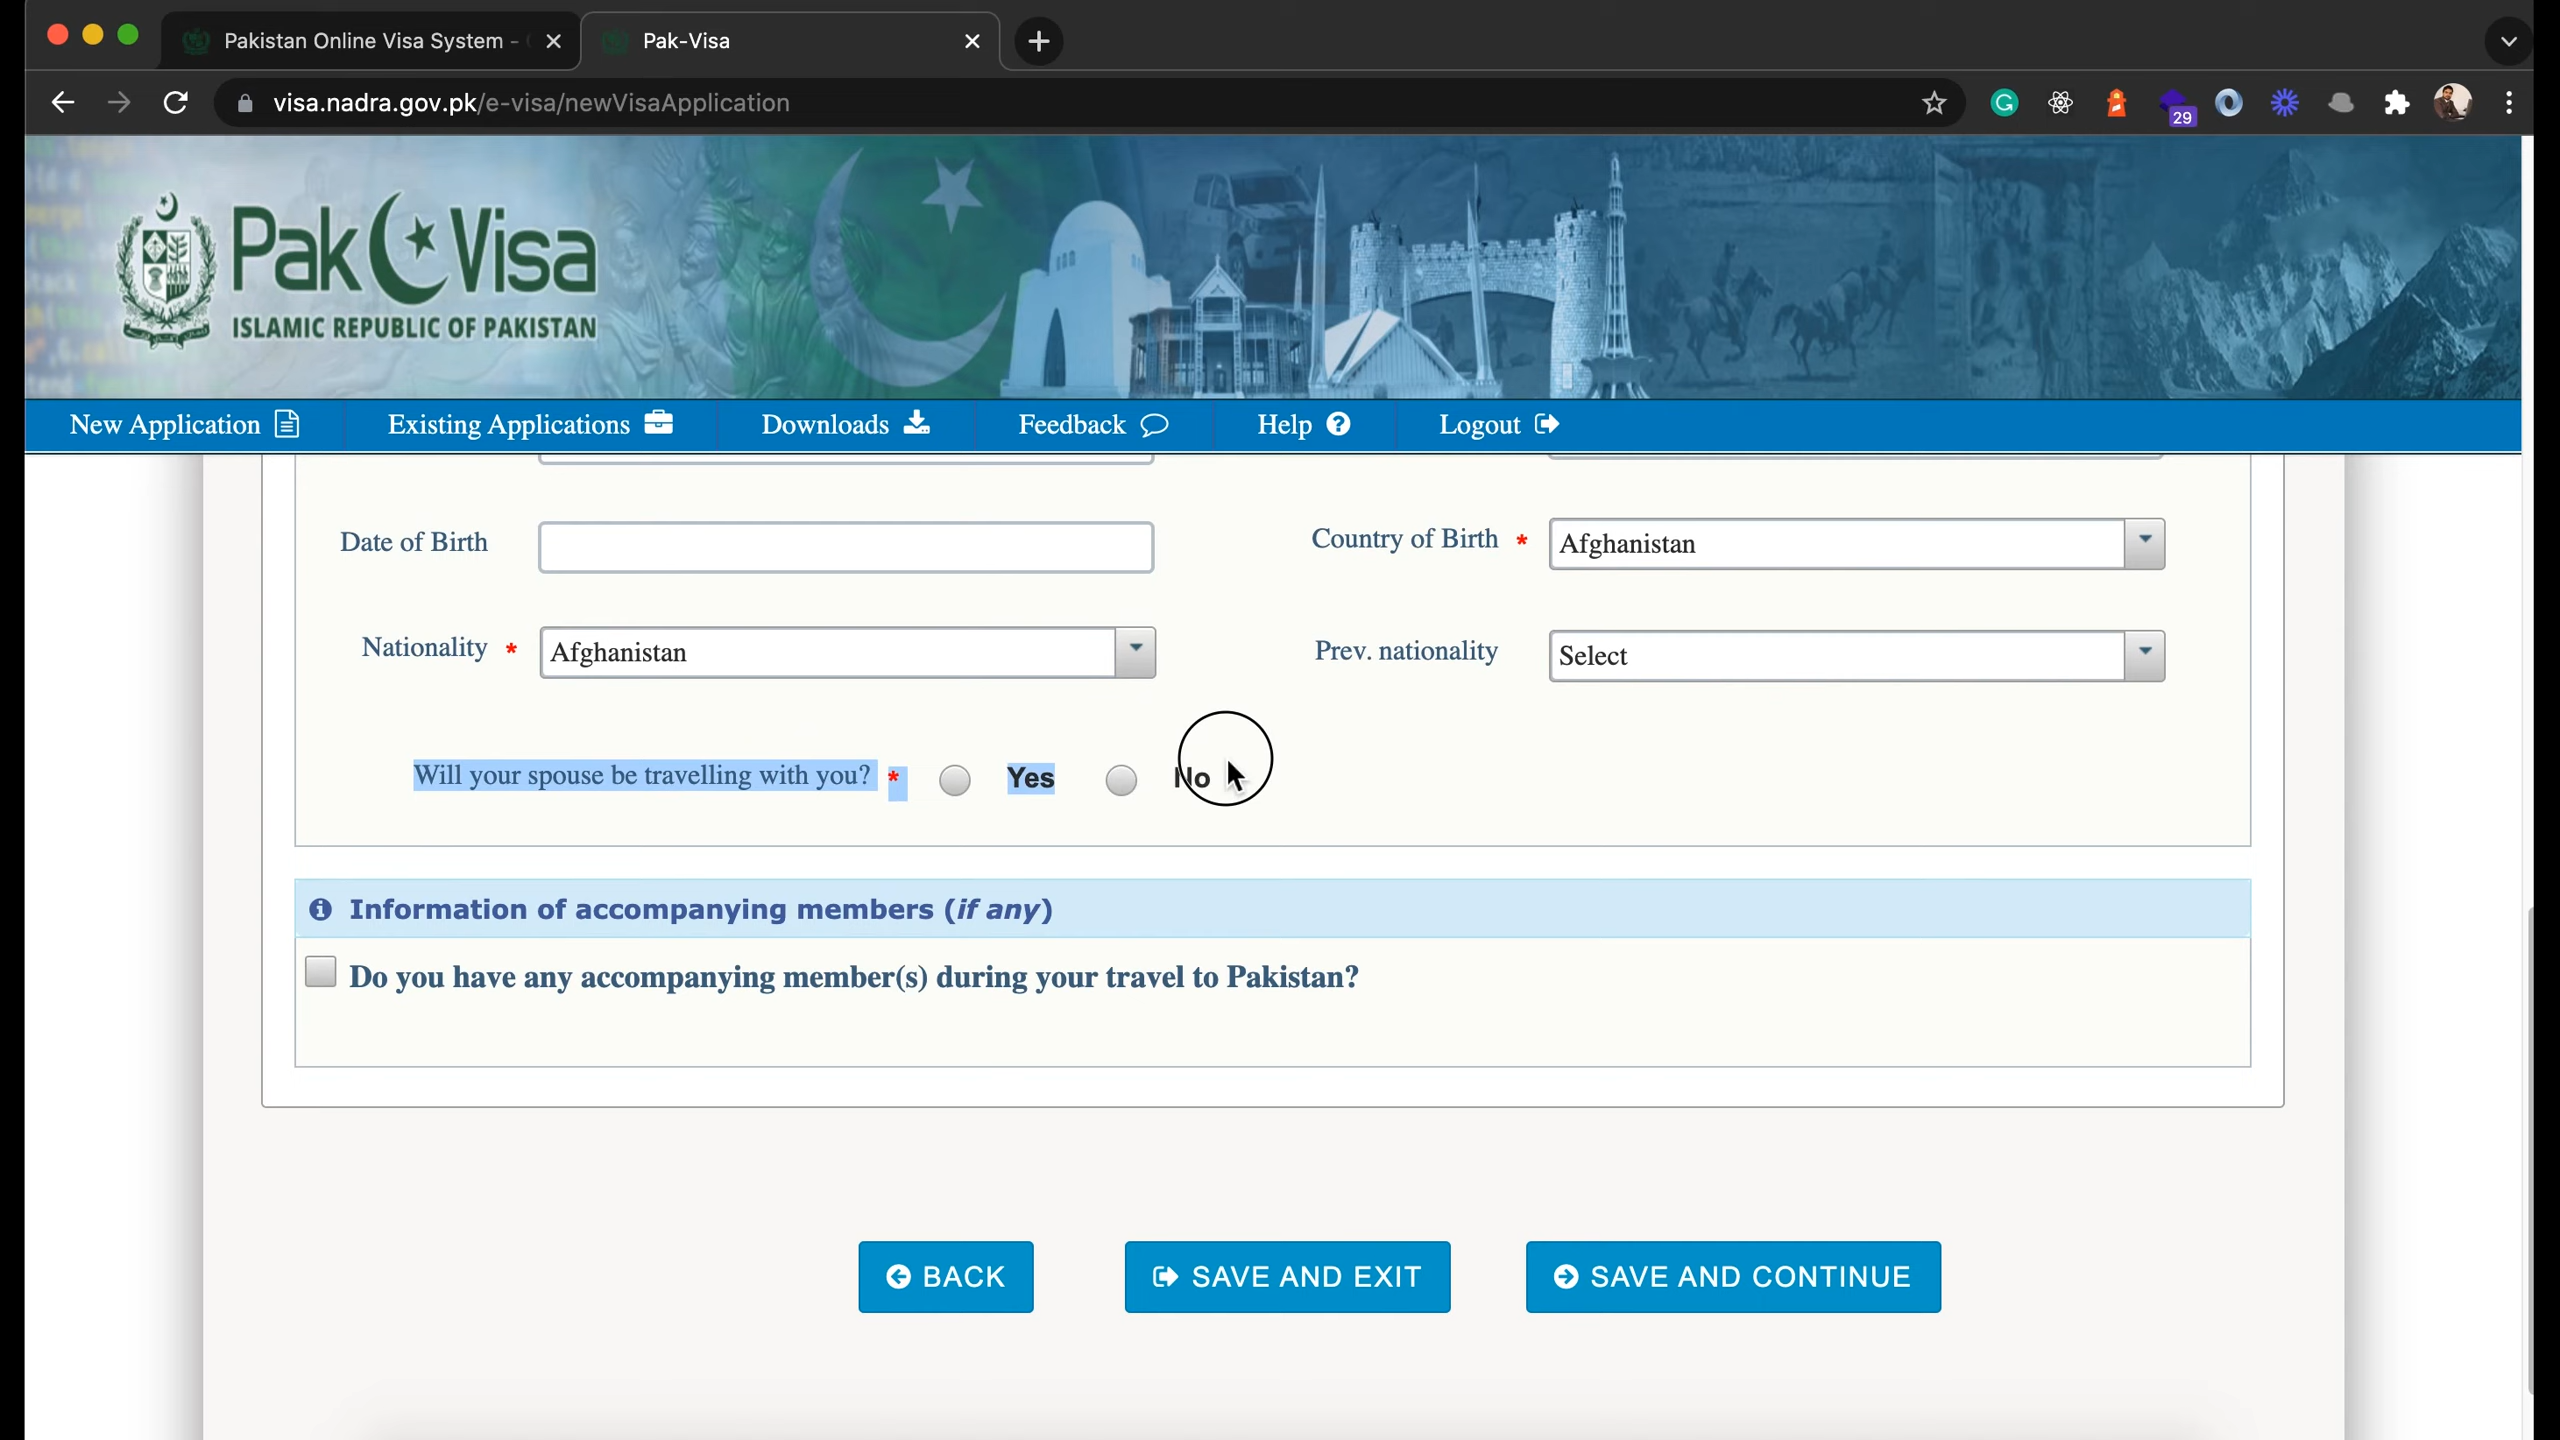 Pakistan Online Visa System -
Pak-Visa
visa.nadra.gov.pk/e-visa/newVisaApplication
29
Pak Visa
ISLAMIC REPUBLIC OF PAKISTAN
New Application Existing Applications Downloads Feedback Help Logout
Date of Birth Country of Birth * Afghanistan
Nationality * Afghanistan Prev. nationality Select
Will your spouse be travelling with you? * Yes No
Information of accompanying members (if any)
Do you have any accompanying member(s) during your travel to Pakistan?
BACK SAVE AND EXIT SAVE AND CONTINUE